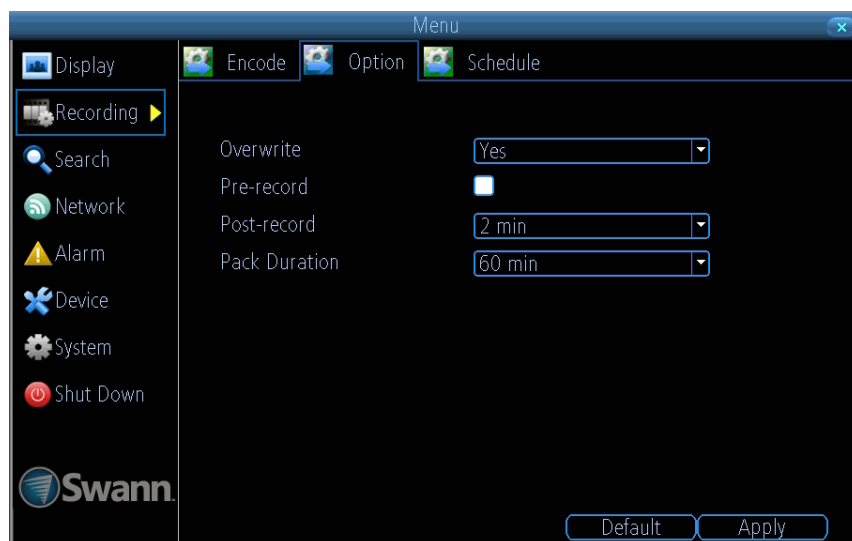 Menu
Display
Recording
Search
Network
Alarm
Device
System
Shut Down
Swann.
Encode Option Schedule
Overwrite Yes
Pre-record
Post-record 2 min
Pack Duration 60 min
Default Apply